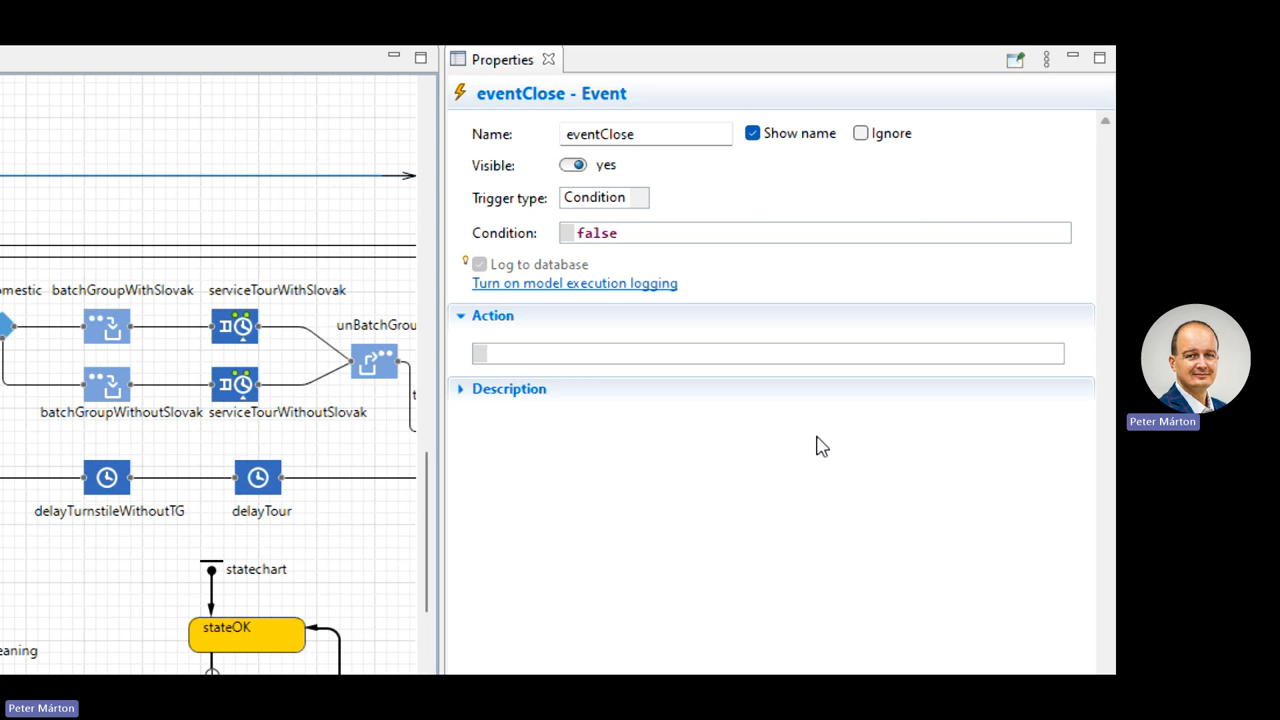 Properties
eventClose - Event
Name:
eventClose
Show name
Ignore
Visible:
yes
Trigger type:
Condition
Condition:
false
Log to database
Turn on model execution logging
Action
Description
mestic
batchGroupWithSlovak
serviceTourWithSlovak
unBatchGrou
batchGroupWithoutSlovak
serviceTourWithoutSlovak
t
delayTurnstileWithoutTG
delayTour
statechart
stateOK
eaning
Peter Márton
Peter Márton